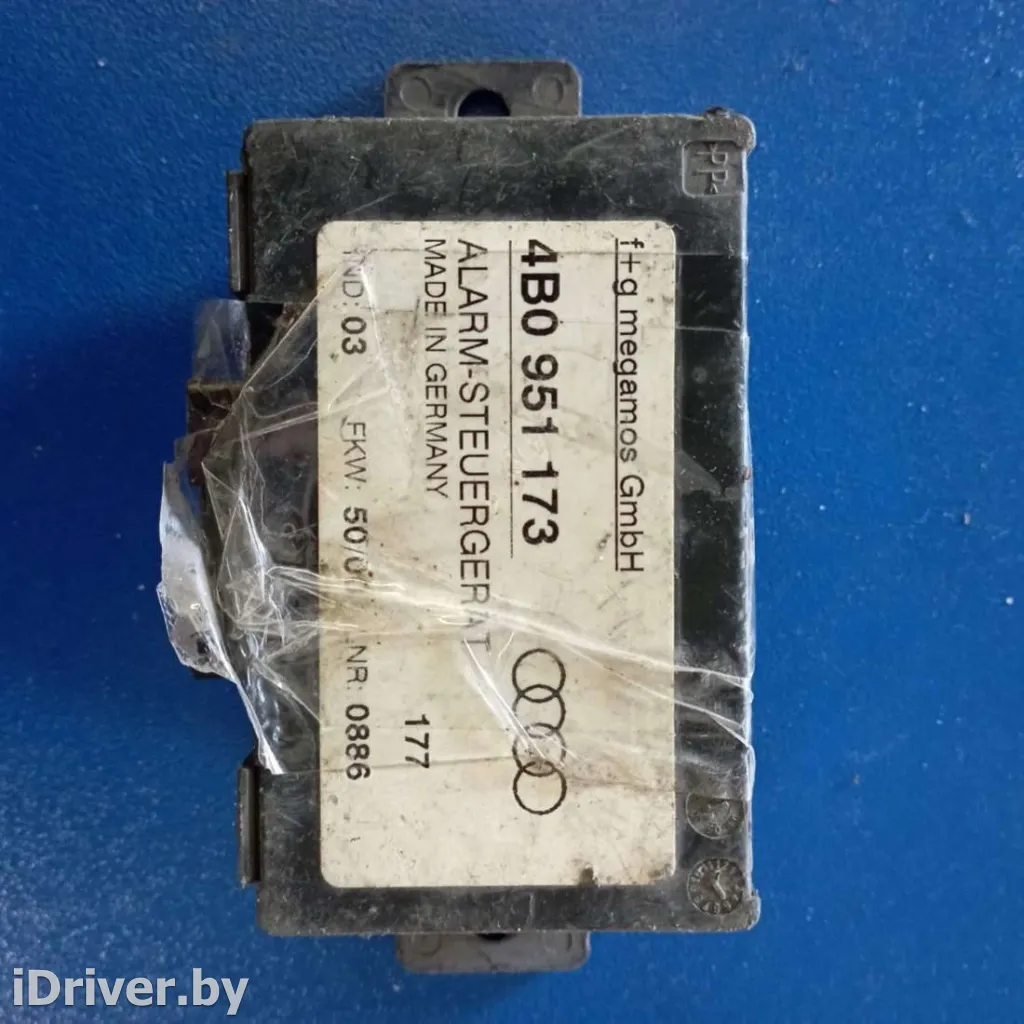 f+g megamos GmbH
4B0 951 173
ALARM-STEUERGERÄT
MADE IN GERMANY
177
IND: 03 FKW: 50/0 NR: 0886
>PP<
iDriver.by